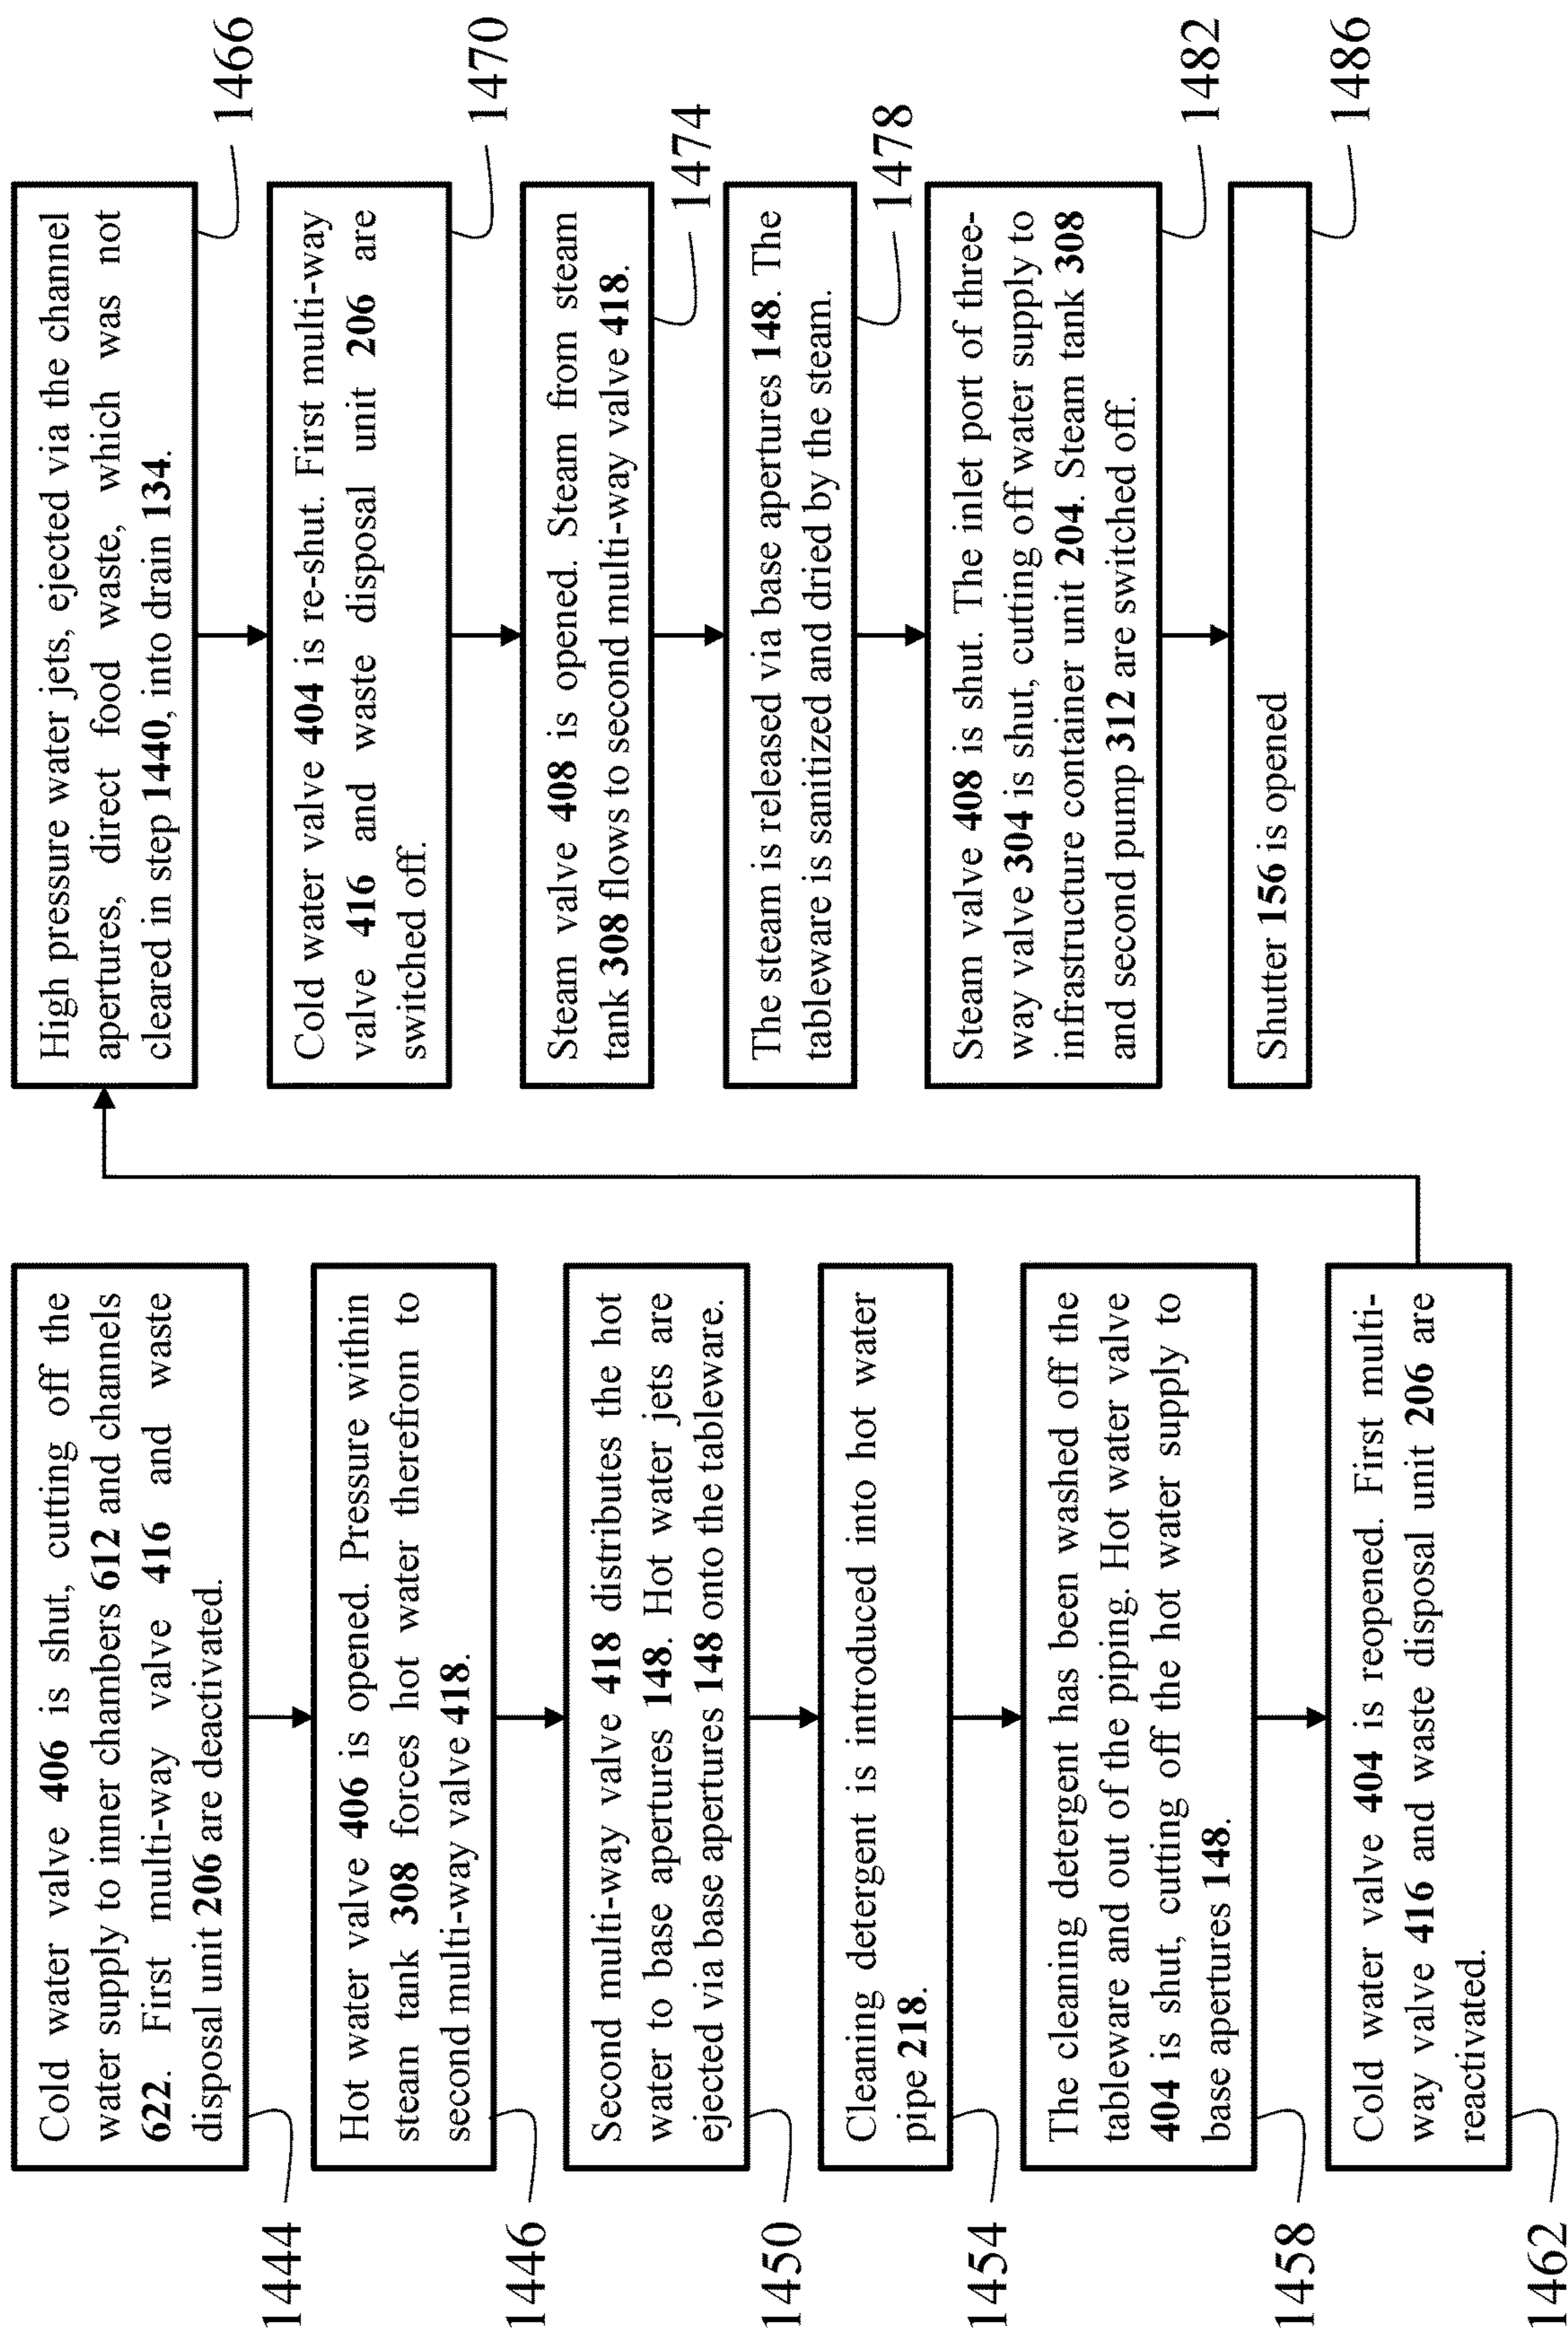 Cold water valve 406 is shut, cutting off the
water supply to inner chambers 612 and channels
622. First multi-way valve 416 and waste
disposal unit 206 are deactivated.
1444
Hot water valve 406 is opened. Pressure within
steam tank 308 forces hot water therefrom to
second multi-way valve 418.
1446
Second multi-way valve 418 distributes the hot
water to base apertures 148. Hot water jets are
ejected via base apertures 148 onto the tableware.
1450
Cleaning detergent is introduced into hot water
pipe 218.
1454
The cleaning detergent has been washed off the
tableware and out of the piping. Hot water valve
404 is shut, cutting off the hot water supply to
base apertures 148.
1458
Cold water valve 404 is reopened. First multi-
way valve 416 and waste disposal unit 206 are
reactivated.
1462
High pressure water jets, ejected via the channel
apertures, direct food waste, which was not
cleared in step 1440, into drain 134.
1466
Cold water valve 404 is re-shut. First multi-way
valve 416 and waste disposal unit 206 are
switched off.
1470
Steam valve 408 is opened. Steam from steam
tank 308 flows to second multi-way valve 418.
1474
The steam is released via base apertures 148. The
tableware is sanitized and dried by the steam.
1478
Steam valve 408 is shut. The inlet port of three-
way valve 304 is shut, cutting off water supply to
infrastructure container unit 204. Steam tank 308
and second pump 312 are switched off.
1482
Shutter 156 is opened
1486